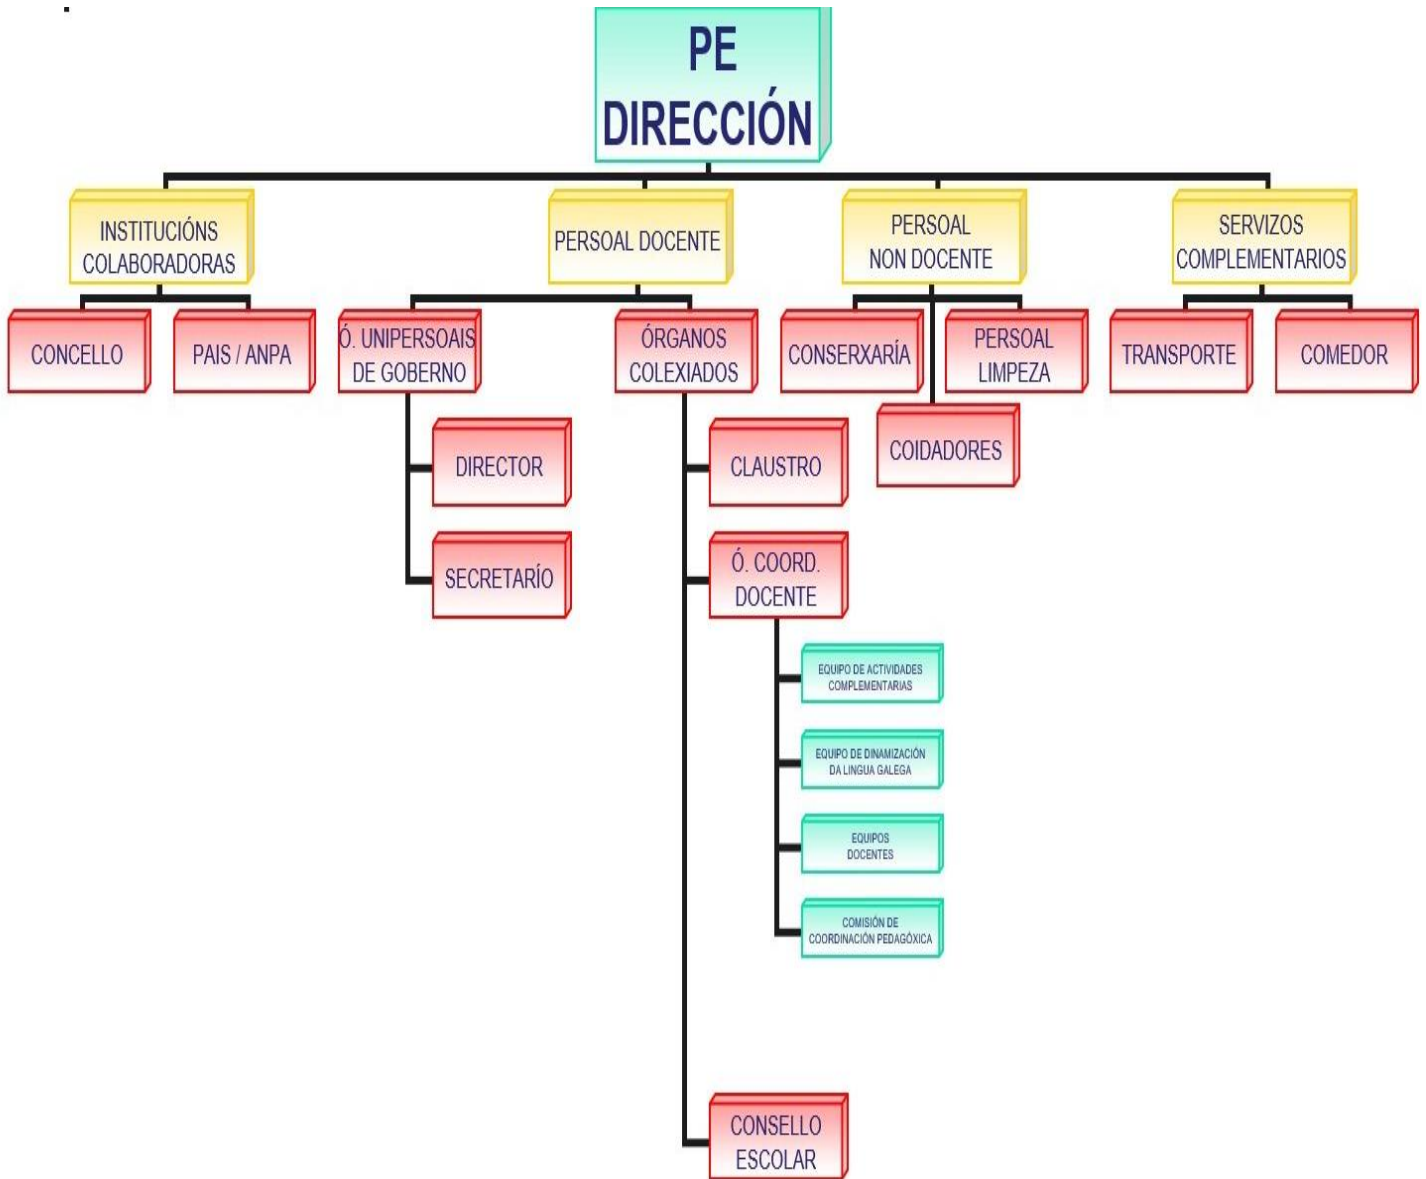 PE
DIRECCIÓN
INSTITUCIÓNS
COLABORADORAS
PERSOAL DOCENTE
PERSOAL
NON DOCENTE
SERVIZOS
COMPLEMENTARIOS
CONCELLO
PAIS / ANPA
Ó. UNIPERSOAIS
DE GOBERNO
ÓRGANOS
COLEXIADOS
CONSERXARÍA
PERSOAL
LIMPEZA
TRANSPORTE
COMEDOR
DIRECTOR
CLAUSTRO
COIDADORES
SECRETARÍO
Ó. COORD.
DOCENTE
EQUIPO DE ACTIVIDADES
COMPLEMENTARIAS
EQUIPO DE DINAMIZACIÓN
DA LINGUA GALEGA
EQUIPOS
DOCENTES
COMISIÓN DE
COORDINACIÓN PEDAGÓXICA
CONSELLO
ESCOLAR